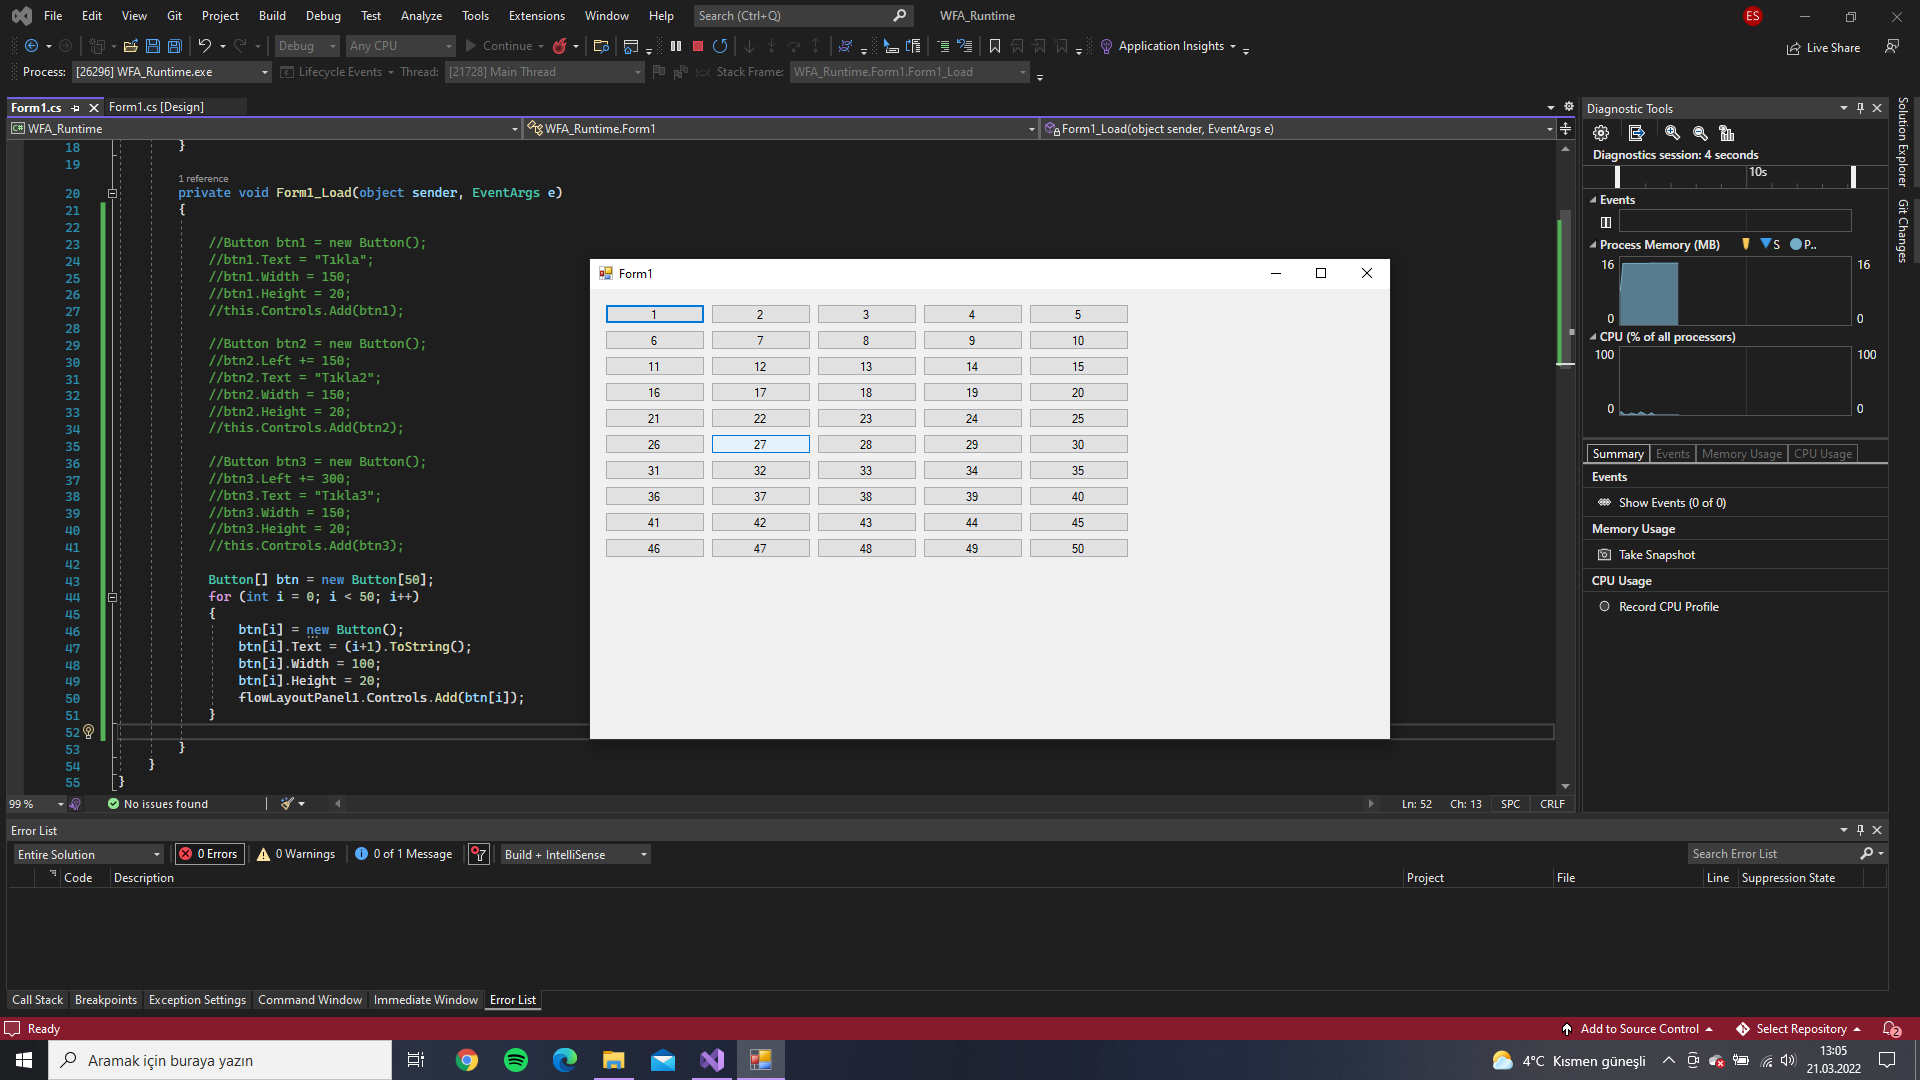 File Edit View Git Project Build Debug Test Analyze Tools Extensions Window Help Search (Ctrl+Q) WFA_Runtime ES
Debug Any CPU Continue Application Insights Live Share
Process: [26296] WFA_Runtime.exe Lifecycle Events Thread: [21728] Main Thread Stack Frame: WFA_Runtime.Form1.Form1_Load
Form1.cs Form1.cs [Design]
WFA_Runtime WFA_Runtime.Form1 Form1_Load(object sender, EventArgs e)
18 }
19
1 reference
20 private void Form1_Load(object sender, EventArgs e)
21 {
22
23 //Button btn1 = new Button();
24 //btn1.Text = "Tıkla";
25 //btn1.Width = 150;
26 //btn1.Height = 20;
27 //this.Controls.Add(btn1);
28
29 //Button btn2 = new Button();
30 //btn2.Left += 150;
31 //btn2.Text = "Tıkla2";
32 //btn2.Width = 150;
33 //btn2.Height = 20;
34 //this.Controls.Add(btn2);
35
36 //Button btn3 = new Button();
37 //btn3.Left += 300;
38 //btn3.Text = "Tıkla3";
39 //btn3.Width = 150;
40 //btn3.Height = 20;
41 //this.Controls.Add(btn3);
42
43 Button[] btn = new Button[50];
44 for (int i = 0; i < 50; i++)
45 {
46 btn[i] = new Button();
47 btn[i].Text = (i+1).ToString();
48 btn[i].Width = 100;
49 btn[i].Height = 20;
50 flowLayoutPanel1.Controls.Add(btn[i]);
51 }
52
53 }
54 }
55 }
Form1
1 2 3 4 5
6 7 8 9 10
11 12 13 14 15
16 17 18 19 20
21 22 23 24 25
26 27 28 29 30
31 32 33 34 35
36 37 38 39 40
41 42 43 44 45
46 47 48 49 50
Diagnostic Tools
Diagnostics session: 4 seconds
10s
Events
Process Memory (MB) S P..
16 16
0 0
CPU (% of all processors)
100 100
0 0
Summary Events Memory Usage CPU Usage
Events
Show Events (0 of 0)
Memory Usage
Take Snapshot
CPU Usage
Record CPU Profile
Solution Explorer
Git Changes
99 % No issues found Ln: 52 Ch: 13 SPC CRLF
Error List
Entire Solution 0 Errors 0 Warnings 0 of 1 Message Build + IntelliSense Search Error List
Code Description Project File Line Suppression State
Call Stack Breakpoints Exception Settings Command Window Immediate Window Error List
Ready Add to Source Control Select Repository 2
Aramak için buraya yazın 4°C Kısmen güneşli 13:05
21.03.2022